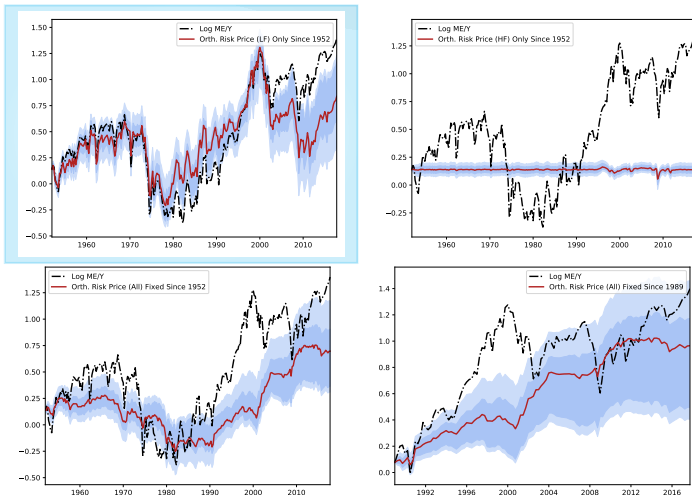 Log ME/Y
Orth. Risk Price (LF) Only Since 1952
1.50
1.25
1.00
0.75
0.50
0.25
0.00
−0.25
−0.50
1960 1970 1980 1990 2000 2010
Log ME/Y
Orth. Risk Price (HF) Only Since 1952
1.50
1.25
1.00
0.75
0.50
0.25
0.00
−0.25
1960 1970 1980 1990 2000 2010
Log ME/Y
Orth. Risk Price (All) Fixed Since 1952
1.25
1.00
0.75
0.50
0.25
0.00
−0.25
−0.50
1960 1970 1980 1990 2000 2010
Log ME/Y
Orth. Risk Price (All) Fixed Since 1989
1.4
1.2
1.0
0.8
0.6
0.4
0.2
0.0
1992 1996 2000 2004 2008 2012 2016